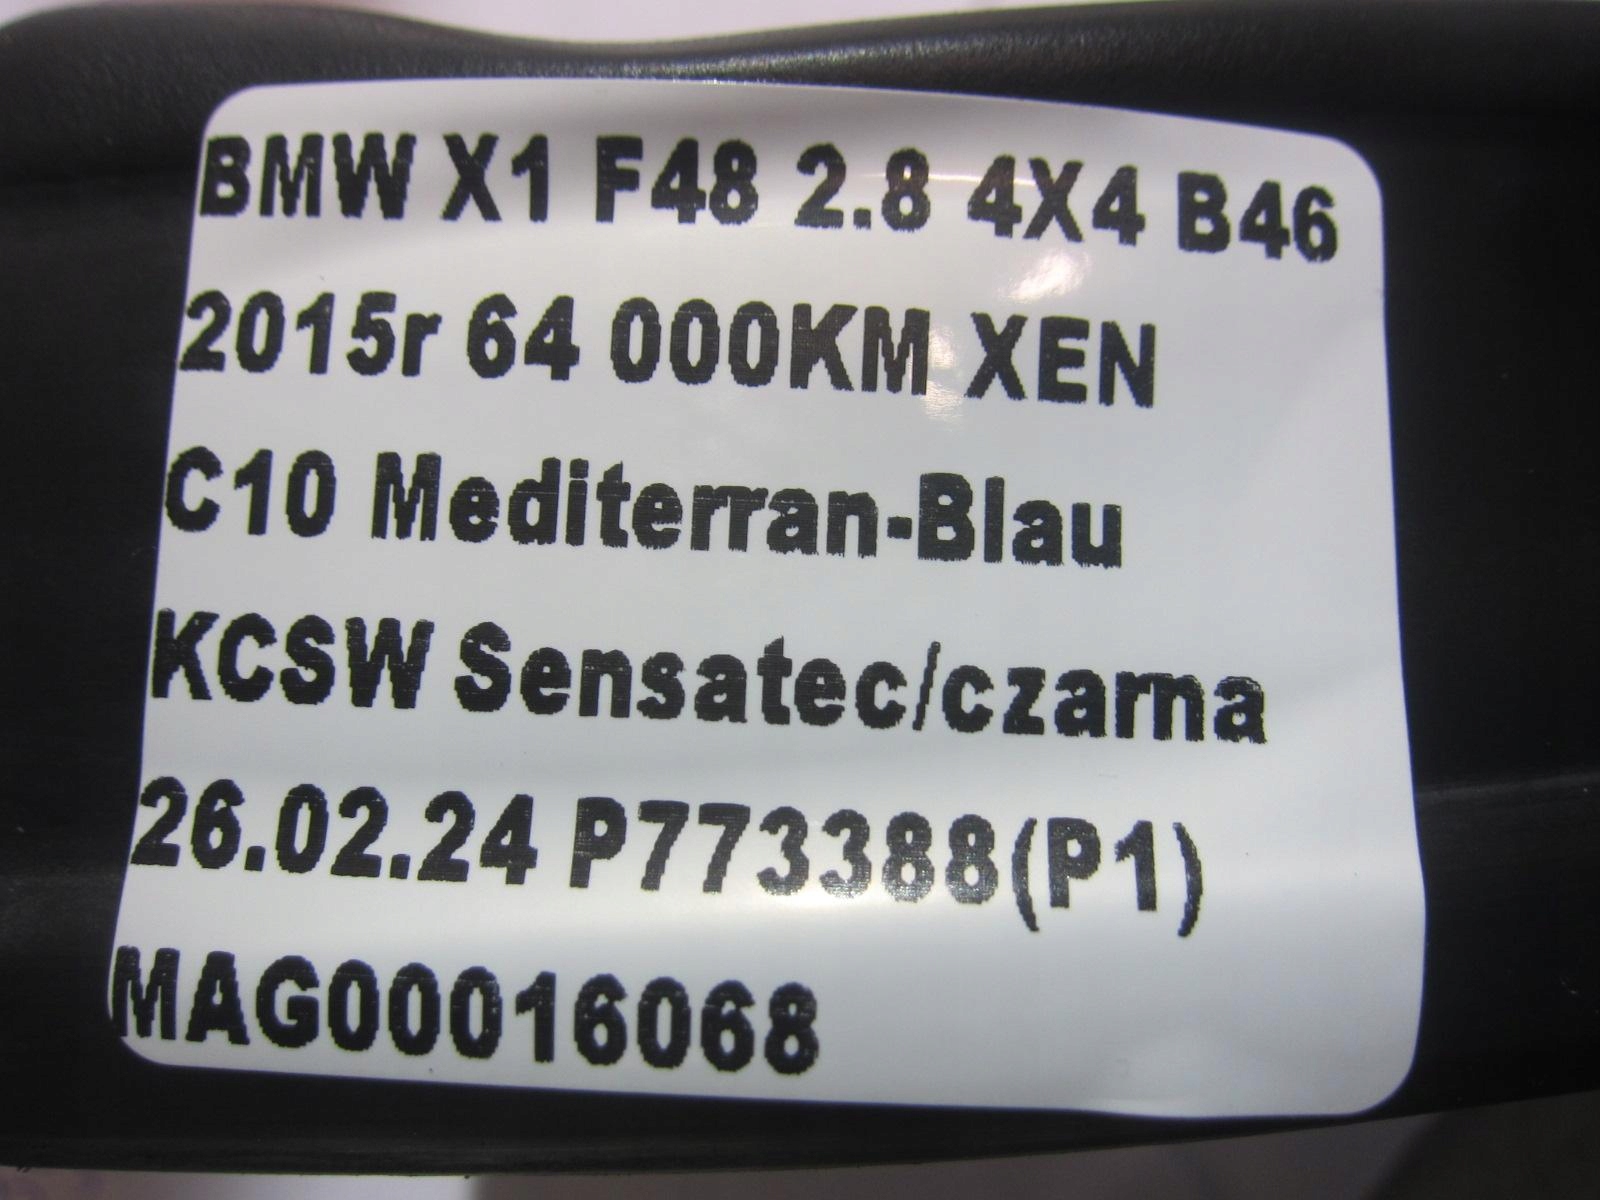 BMW X1 F48 2.8 4X4 B46
2015r 64 000KM XEN
C10 Mediterran-Blau
KCSW Sensatec/czarna
26.02.24 P773388(P1)
MAG00016068